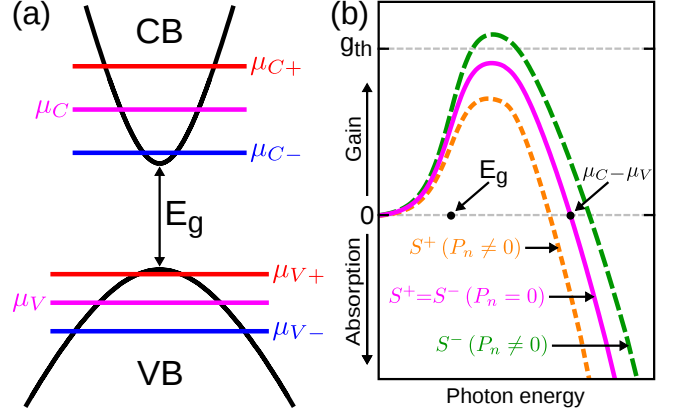 (a)
CB
μC+
μC
μC−
Eg
μV+
μV
μV−
VB
(b)
gth
Gain
0
Absorption
Eg
μC−μV
S+ (Pn ≠ 0)
S+=S− (Pn = 0)
S− (Pn ≠ 0)
Photon energy